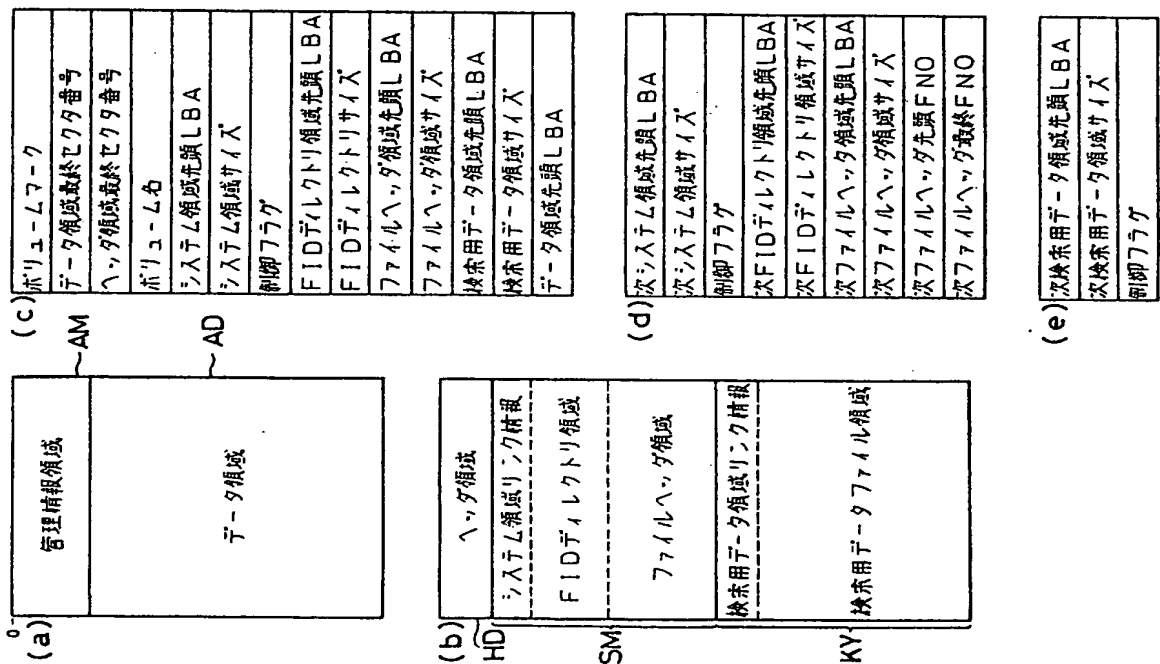 (a)
0
管理情報領域
データ領域
AM
AD
(b)
ヘッダ領域
システム領域リンク情報
FIDディレクトリ領域
ファイルヘッダ領域
検索用データ領域リンク情報
検索用データファイル領域
HD
SM
KY
(c)
ボリュームマーク
データ領域最終セクタ番号
ヘッダ領域最終セクタ番号
ボリューム名
システム領域先頭LBA
システム領域サイズ
制御フラグ
FIDディレクトリ領域先頭LBA
FIDディレクトリサイズ
ファイルヘッダ領域先頭LBA
ファイルヘッダ領域サイズ
検索用データ領域先頭LBA
検索用データ領域サイズ
データ領域先頭LBA
(d)
次システム領域先頭LBA
次システム領域サイズ
制御フラグ
次FIDディレクトリ領域先頭LBA
次FIDディレクトリ領域サイズ
次ファイルヘッダ領域先頭LBA
次ファイルヘッダ領域サイズ
次ファイルヘッダ先頭FNO
次ファイルヘッダ最終FNO
(e)
次検索用データ領域先頭LBA
次検索用データ領域サイズ
制御フラグ